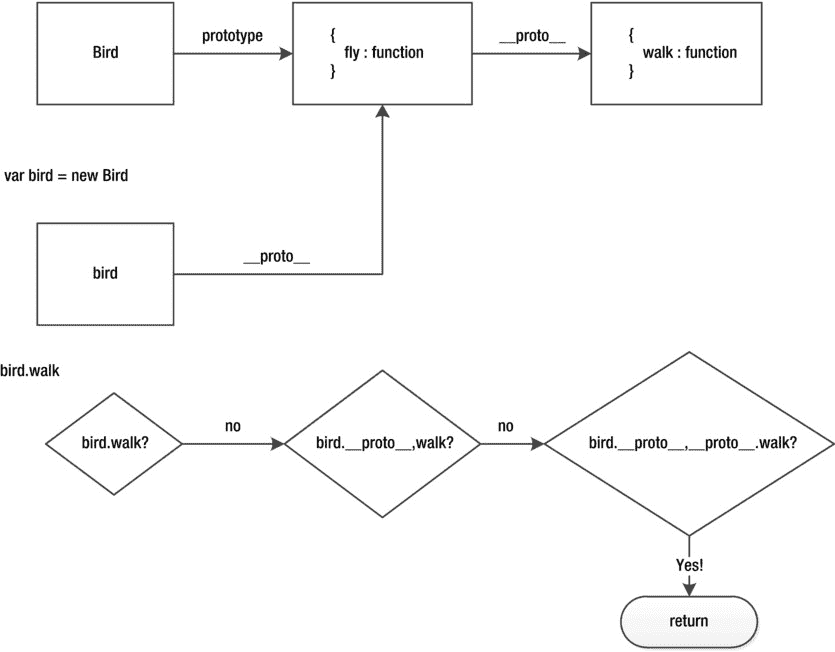 Bird
prototype
{
fly : function
}
__proto__
{
walk : function
}
var bird = new Bird
bird
__proto__
bird.walk
bird.walk?
no
bird.__proto__,walk?
no
bird.__proto__,__proto__.walk?
Yes!
return